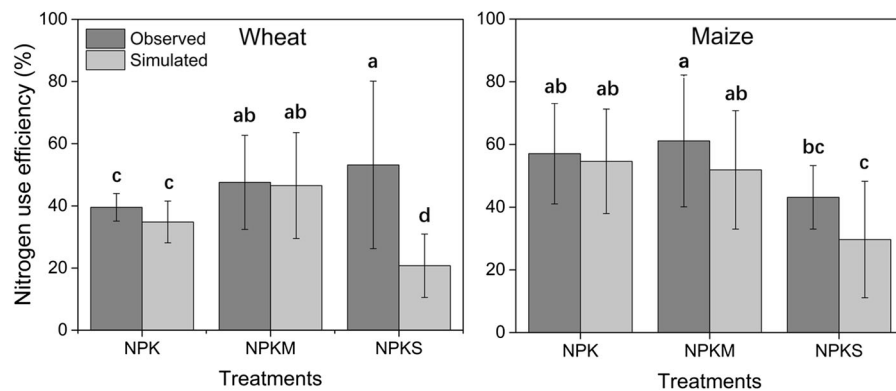 Nitrogen use efficiency (%)
100
80
60
40
20
0
Observed
Simulated
Wheat
c
c
ab
ab
a
d
NPK
NPKM
NPKS
Treatments
100
80
60
40
20
0
Maize
ab
ab
a
ab
bc
c
NPK
NPKM
NPKS
Treatments